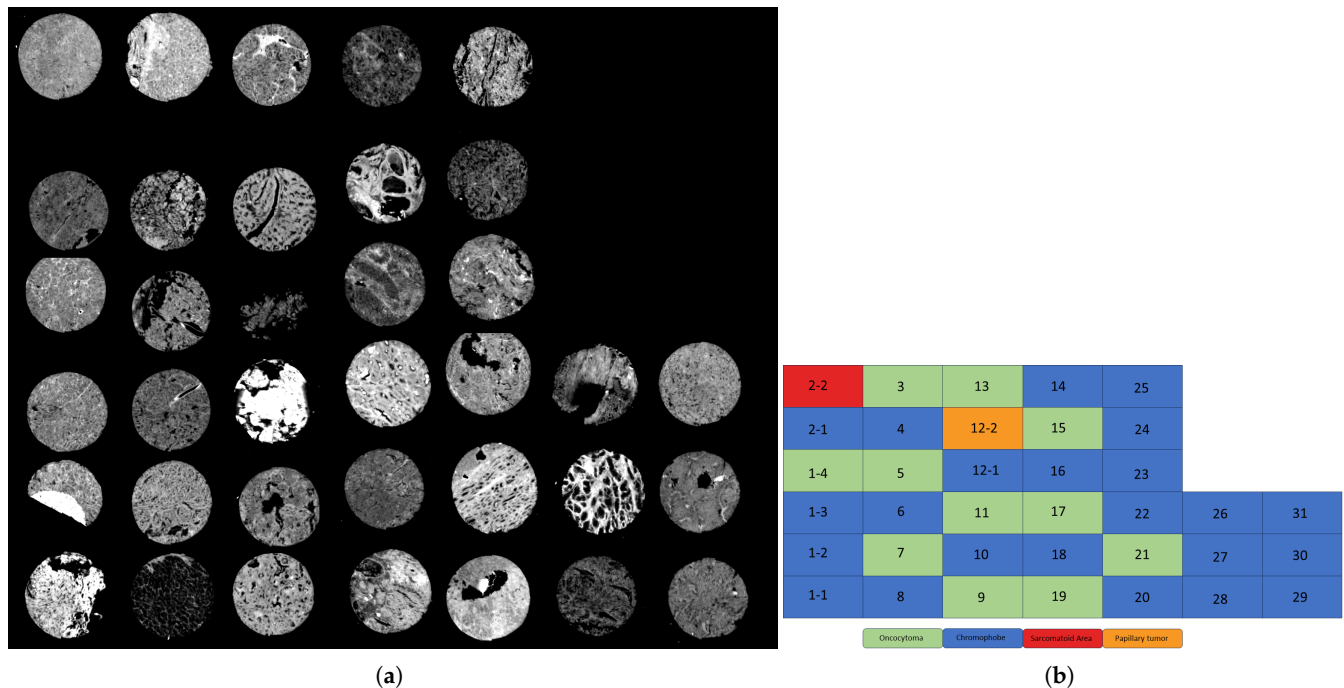 2-2 3 13 14 25
2-1 4 12-2 15 24
1-4 5 12-1 16 23
1-3 6 11 17 22 26 31
1-2 7 10 18 21 27 30
1-1 8 9 19 20 28 29
Oncocytoma Chromophobe Sarcomatoid Area Papillary tumor
(a) (b)